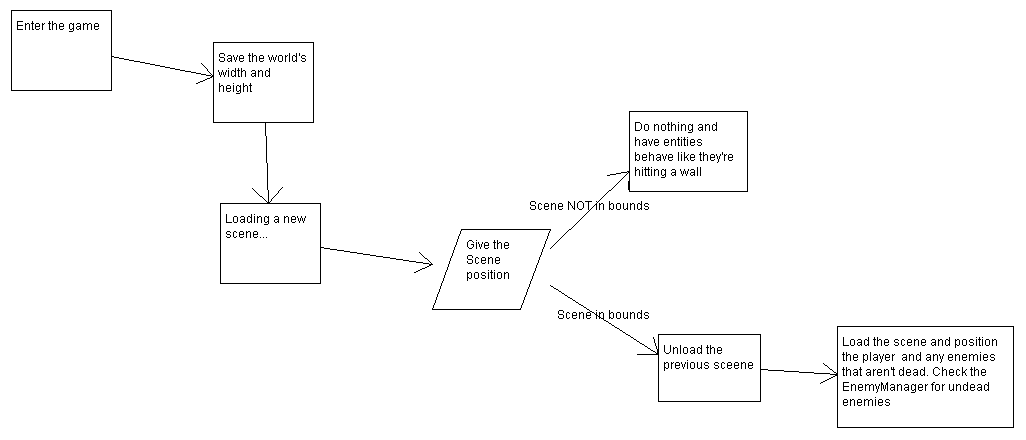 Enter the game
Save the world's
width and
height
Loading a new
scene...
Give the
Scene
position
Scene NOT in bounds
Do nothing and
have entities
behave like they're
hitting a wall
Scene in bounds
Unload the
previous sceene
Load the scene and position
the player and any enemies
that aren't dead. Check the
EnemyManager for undead
enemies